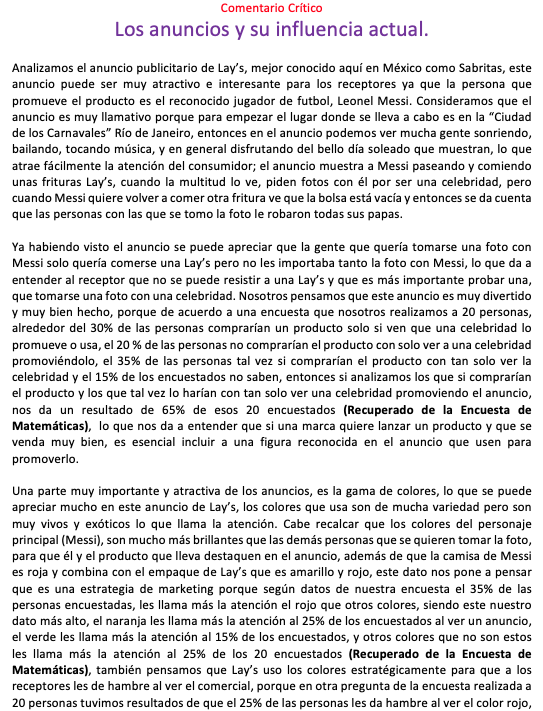 Comentario Crítico
Los anuncios y su influencia actual.
Analizamos el anuncio publicitario de Lay’s, mejor conocido aquí en México como Sabritas, este
anuncio puede ser muy atractivo e interesante para los receptores ya que la persona que
promueve el producto es el reconocido jugador de futbol, Leonel Messi. Consideramos que el
anuncio es muy llamativo porque para empezar el lugar donde se lleva a cabo es en la “Ciudad
de los Carnavales” Río de Janeiro, entonces en el anuncio podemos ver mucha gente sonriendo,
bailando, tocando música, y en general disfrutando del bello día soleado que muestran, lo que
atrae fácilmente la atención del consumidor; el anuncio muestra a Messi paseando y comiendo
unas frituras Lay’s, cuando la multitud lo ve, piden fotos con él por ser una celebridad, pero
cuando Messi quiere volver a comer otra fritura ve que la bolsa está vacía y entonces se da cuenta
que las personas con las que se tomo la foto le robaron todas sus papas.
Ya habiendo visto el anuncio se puede apreciar que la gente que quería tomarse una foto con
Messi solo quería comerse una Lay’s pero no les importaba tanto la foto con Messi, lo que da a
entender al receptor que no se puede resistir a una Lay’s y que es más importante probar una,
que tomarse una foto con una celebridad. Nosotros pensamos que este anuncio es muy divertido
y muy bien hecho, porque de acuerdo a una encuesta que nosotros realizamos a 20 personas,
alrededor del 30% de las personas comprarían un producto solo si ven que una celebridad lo
promueve o usa, el 20 % de las personas no comprarían el producto con solo ver a una celebridad
promoviéndolo, el 35% de las personas tal vez si comprarían el producto con tan solo ver la
celebridad y el 15% de los encuestados no saben, entonces si analizamos los que si comprarían
el producto y los que tal vez lo harían con tan solo ver una celebridad promoviendo el anuncio,
nos da un resultado de 65% de esos 20 encuestados (Recuperado de la Encuesta de
Matemáticas), lo que nos da a entender que si una marca quiere lanzar un producto y que se
venda muy bien, es esencial incluir a una figura reconocida en el anuncio que usen para
promoverlo.
Una parte muy importante y atractiva de los anuncios, es la gama de colores, lo que se puede
apreciar mucho en este anuncio de Lay’s, los colores que usa son de mucha variedad pero son
muy vivos y exóticos lo que llama la atención. Cabe recalcar que los colores del personaje
principal (Messi), son mucho más brillantes que las demás personas que se quieren tomar la foto,
para que él y el producto que lleva destaquen en el anuncio, además de que la camisa de Messi
es roja y combina con el empaque de Lay’s que es amarillo y rojo, este dato nos pone a pensar
que es una estrategia de marketing porque según datos de nuestra encuesta el 35% de las
personas encuestadas, les llama más la atención el rojo que otros colores, siendo este nuestro
dato más alto, el naranja les llama más la atención al 25% de los encuestados al ver un anuncio,
el verde les llama más la atención al 15% de los encuestados, y otros colores que no son estos
les llama más la atención al 25% de los 20 encuestados (Recuperado de la Encuesta de
Matemáticas), también pensamos que Lay’s uso los colores estratégicamente para que a los
receptores les de hambre al ver el comercial, porque en otra pregunta de la encuesta realizada a
20 personas tuvimos resultados de que el 25% de las personas les da hambre al ver el color rojo,